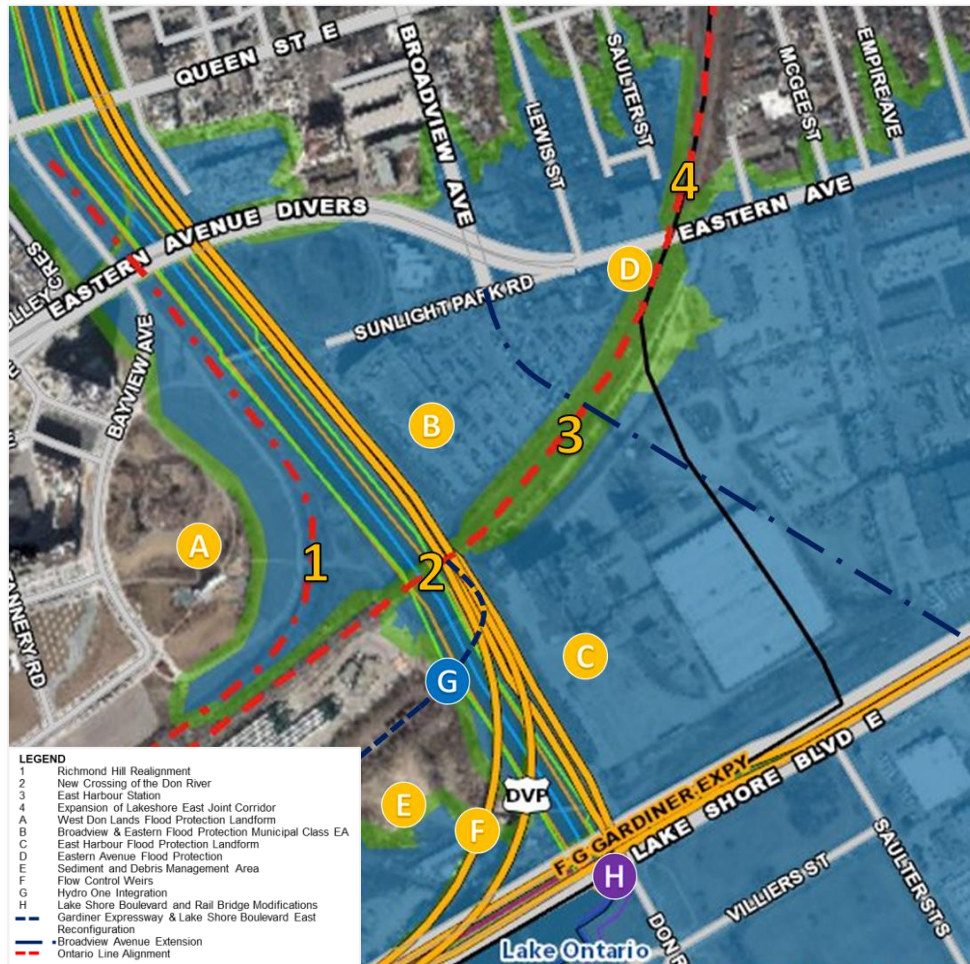 QUEEN ST E
BROADVIEW AVE
LEWIS ST
SAULTER ST
MCGEE ST
EMPIRE AVE
4
EASTERN AVE
EASTERN AVENUE DIVERS
D
SUNLIGHT PARK RD
BAYVIEW AVE
B
3
A
1
2
C
G
LEGEND
1 Richmond Hill Realignment
2 New Crossing of the Don River
3 East Harbour Station
4 Expansion of Lakeshore East Joint Corridor
A West Don Lands Flood Protection Landform
B Broadview & Eastern Flood Protection Municipal Class EA
C East Harbour Flood Protection Landform
D Eastern Avenue Flood Protection
E Sediment and Debris Management Area
F Flow Control Weirs
G Hydro One Integration
H Lake Shore Boulevard and Rail Bridge Modifications
Gardiner Expressway & Lake Shore Boulevard East
Reconfiguration
Broadview Avenue Extension
Ontario Line Alignment
E
F
DVP
F G GARDINER EXPY
LAKE SHORE BLVD E
H
VILLIERS ST
SAULTER ST S
DON R
Lake Ontario